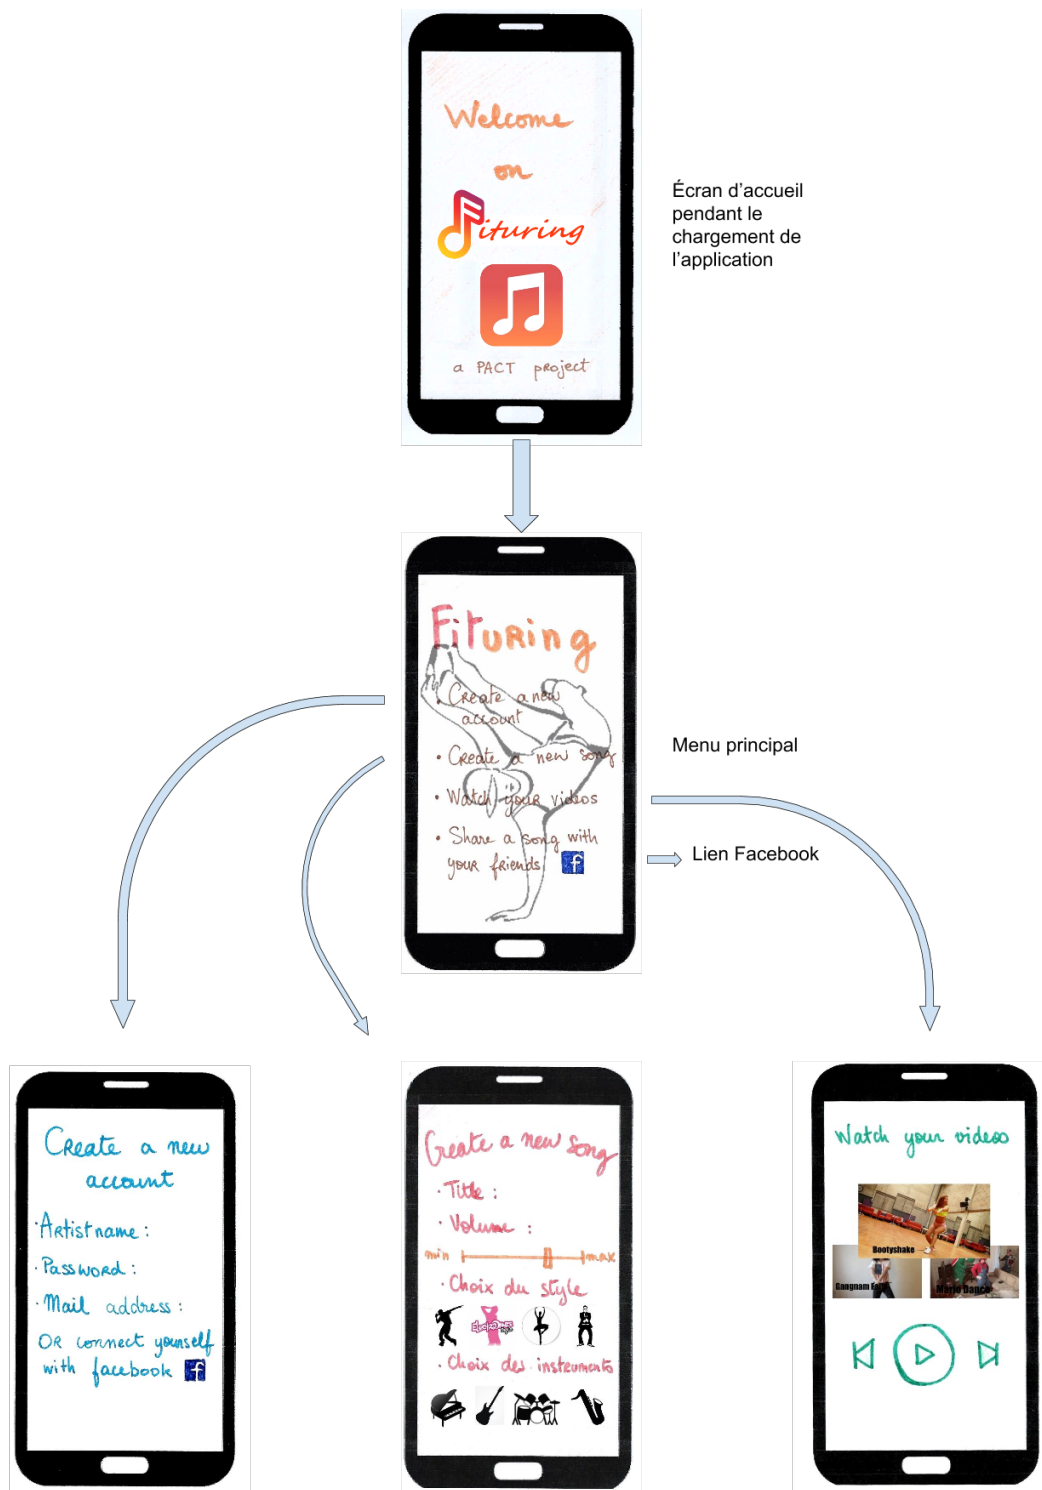 Welcome
on
Fituring
a PACT project
Écran d'accueil
pendant le
chargement de
l'application
Fituring
• Create a new
account
• Create a new song
• Watch your videos
• Share a song with
your friends f
Menu principal
Lien Facebook
Create a new
account
· Artist name :
· Password :
· Mail address :
OR connect yourself
with facebook f
Create a new song
· Title :
· Volume :
min max
· Choix du style
· Choix des instruments
Watch your videos
Bootyshake
Mario Dance